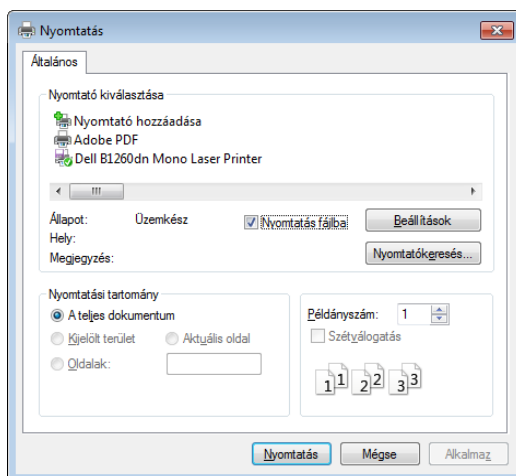 Nyomtatás
Általános
Nyomtató kiválasztása
Nyomtató hozzáadása
Adobe PDF
Dell B1260dn Mono Laser Printer
Állapot: Üzemkész Nyomtatás fájlba Beállítások
Hely:
Megjegyzés: Nyomtatókeresés...
Nyomtatási tartomány
A teljes dokumentum
Kijelölt terület Aktuális oldal
Oldalak:
Példányszám: 1
Szétválogatás
1 1 2 2 3 3
Nyomtatás Mégse Alkalmaz